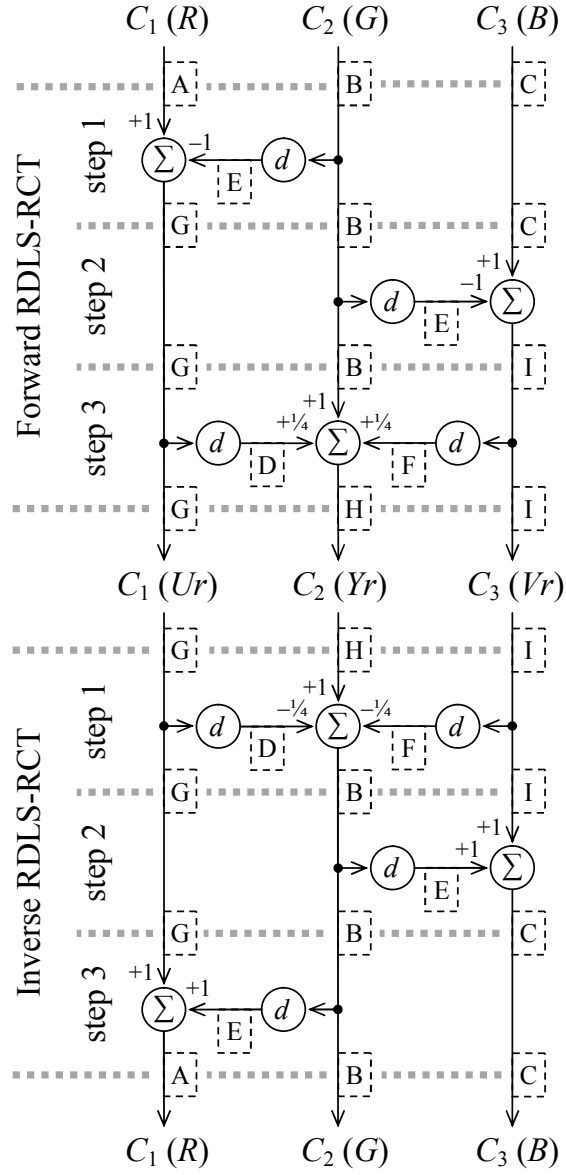 C1 (R) C2 (G) C3 (B)
A B C
+1
Σ −1 d
E
step 1
G B C
+1
d −1 Σ
E
step 2
G B I
+1
d +¼ Σ +¼ d
D F
step 3
G H I
Forward RDLS-RCT
C1 (Ur) C2 (Yr) C3 (Vr)
G H I
+1
d −¼ Σ −¼ d
D F
step 1
G B I
+1
d +1 Σ
E
step 2
G B C
+1
Σ +1 d
E
step 3
A B C
Inverse RDLS-RCT
C1 (R) C2 (G) C3 (B)